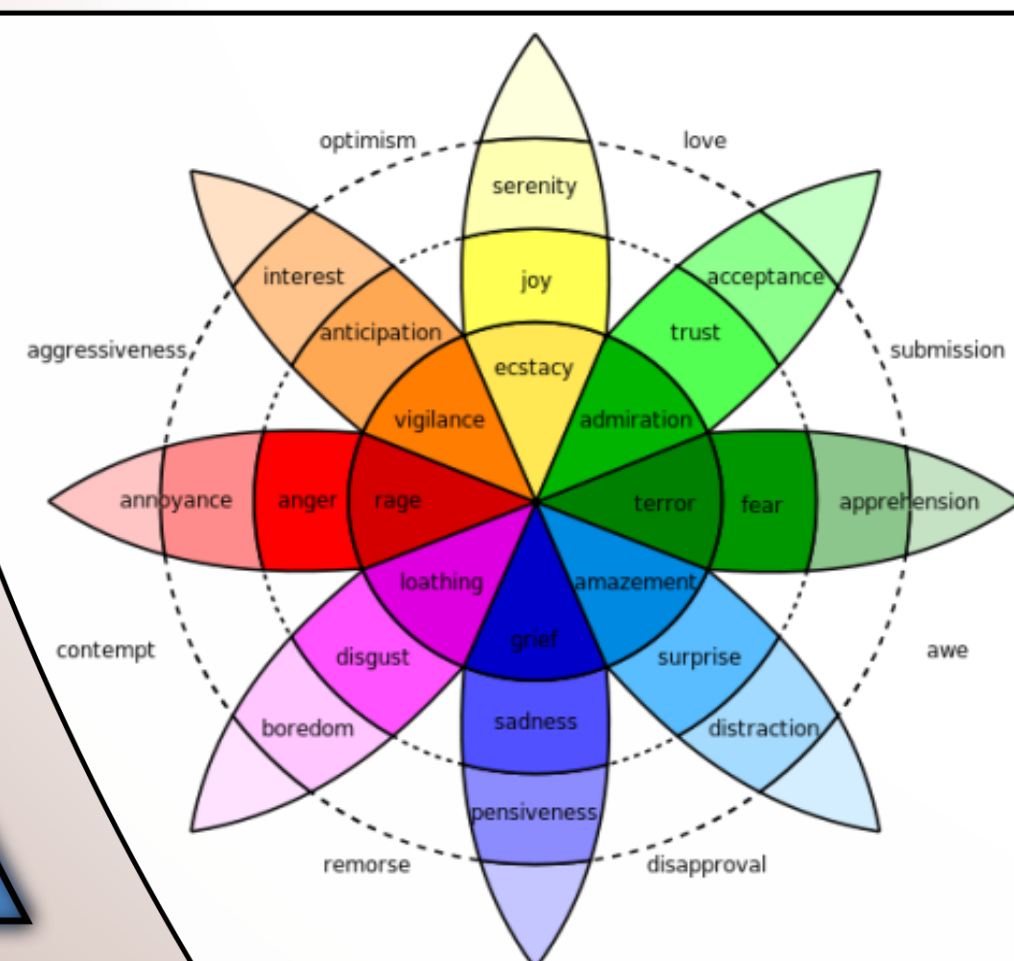 optimism
love
serenity
interest
joy
acceptance
anticipation
trust
aggressiveness
submission
ecstacy
vigilance
admiration
annoyance
anger
rage
terror
fear
apprehension
loathing
amazement
contempt
disgust
grief
surprise
awe
boredom
sadness
distraction
pensiveness
remorse
disapproval